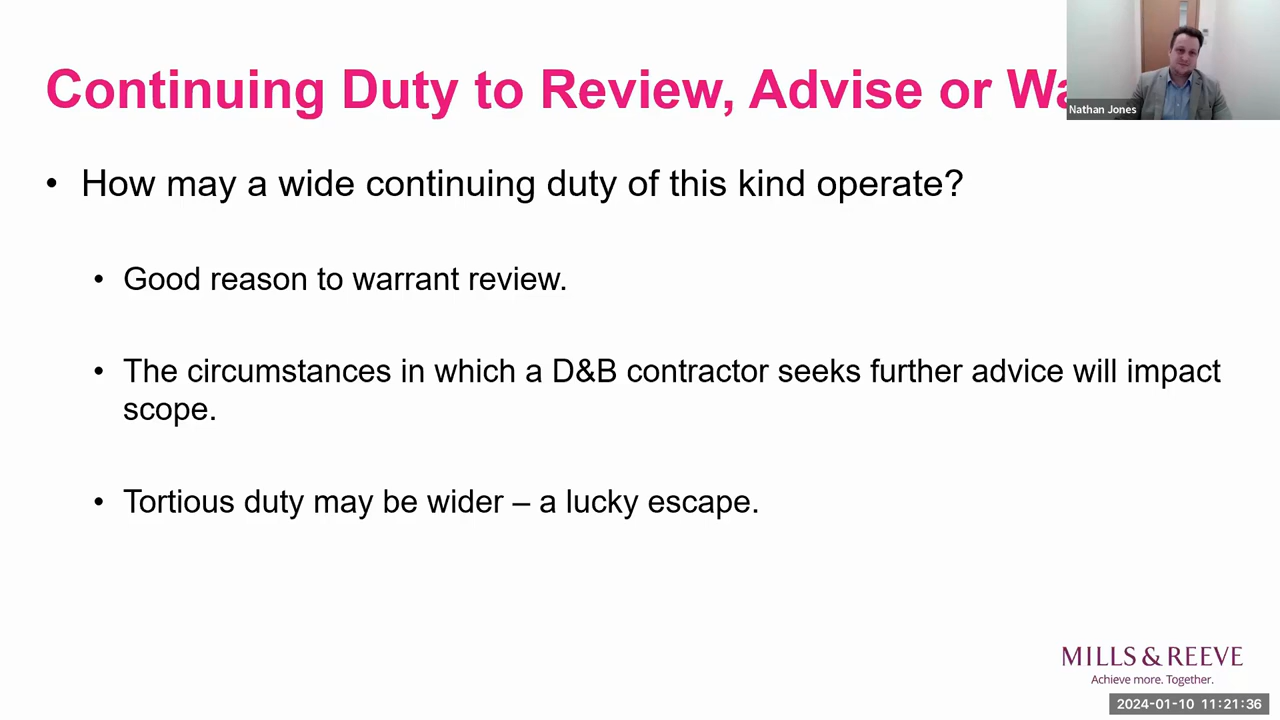 Continuing Duty to Review, Advise or
Nathan Jones
• How may a wide continuing duty of this kind operate?
• Good reason to warrant review.
• The circumstances in which a D&B contractor seeks further advice will impact
scope.
• Tortious duty may be wider – a lucky escape.
MILLS & REEVE
Achieve more. Together.
2024-01-10 11:21:36